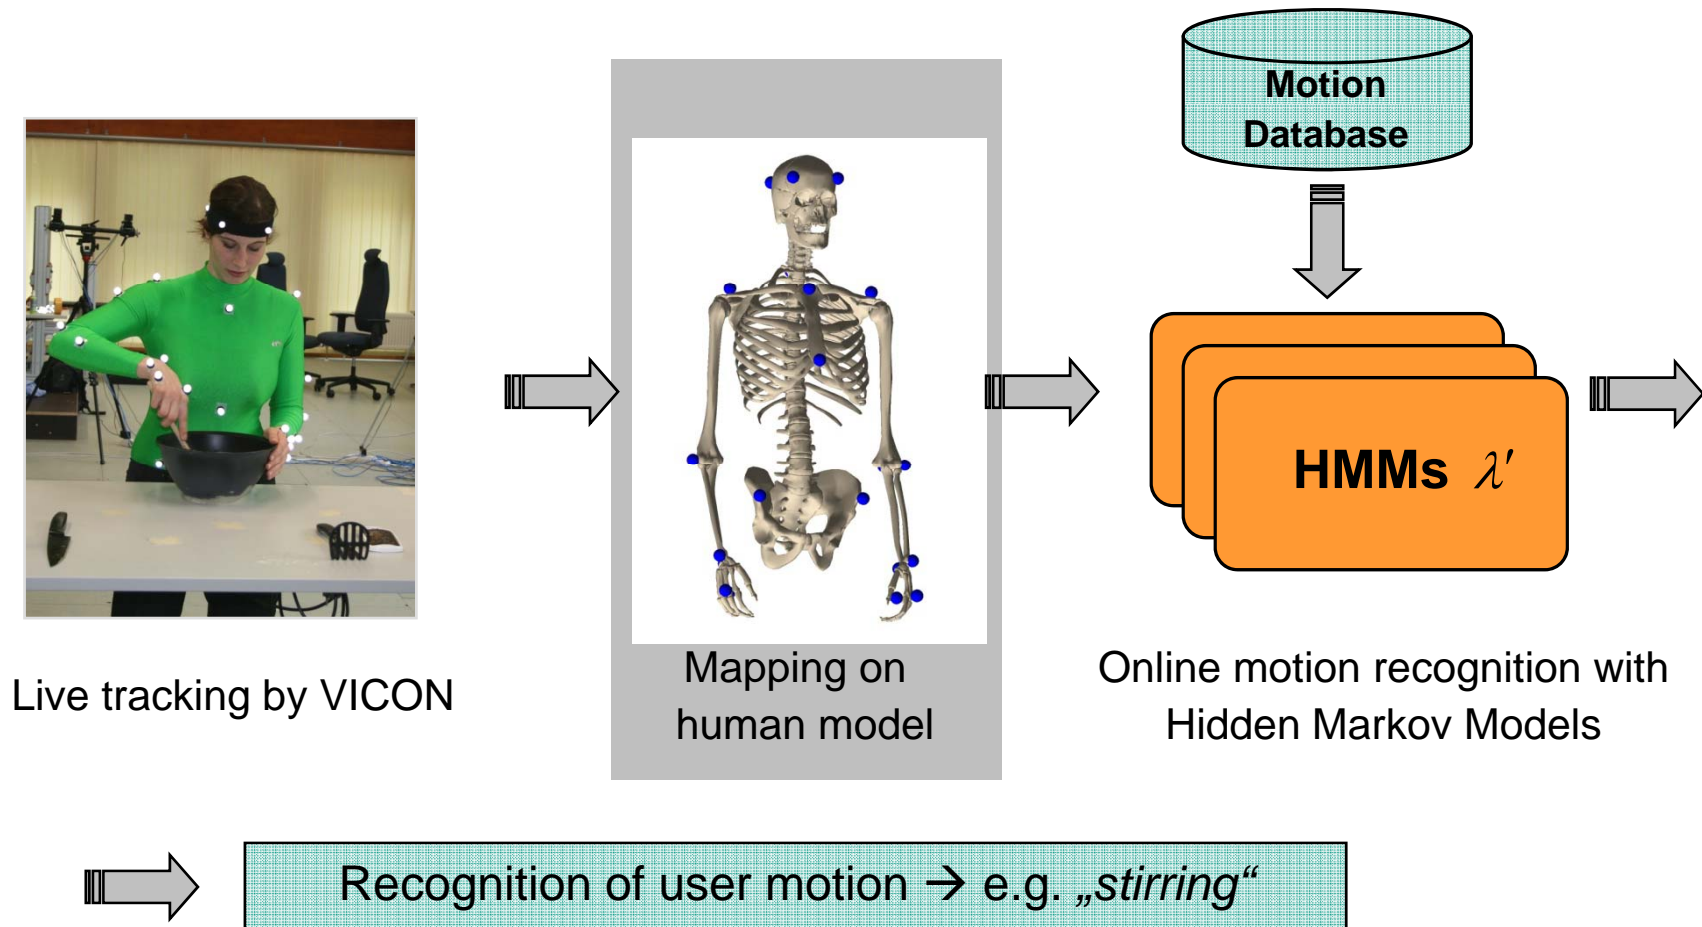 Motion
Database
HMMs λ'
Live tracking by VICON
Mapping on
human model
Online motion recognition with
Hidden Markov Models
Recognition of user motion → e.g. „stirring“